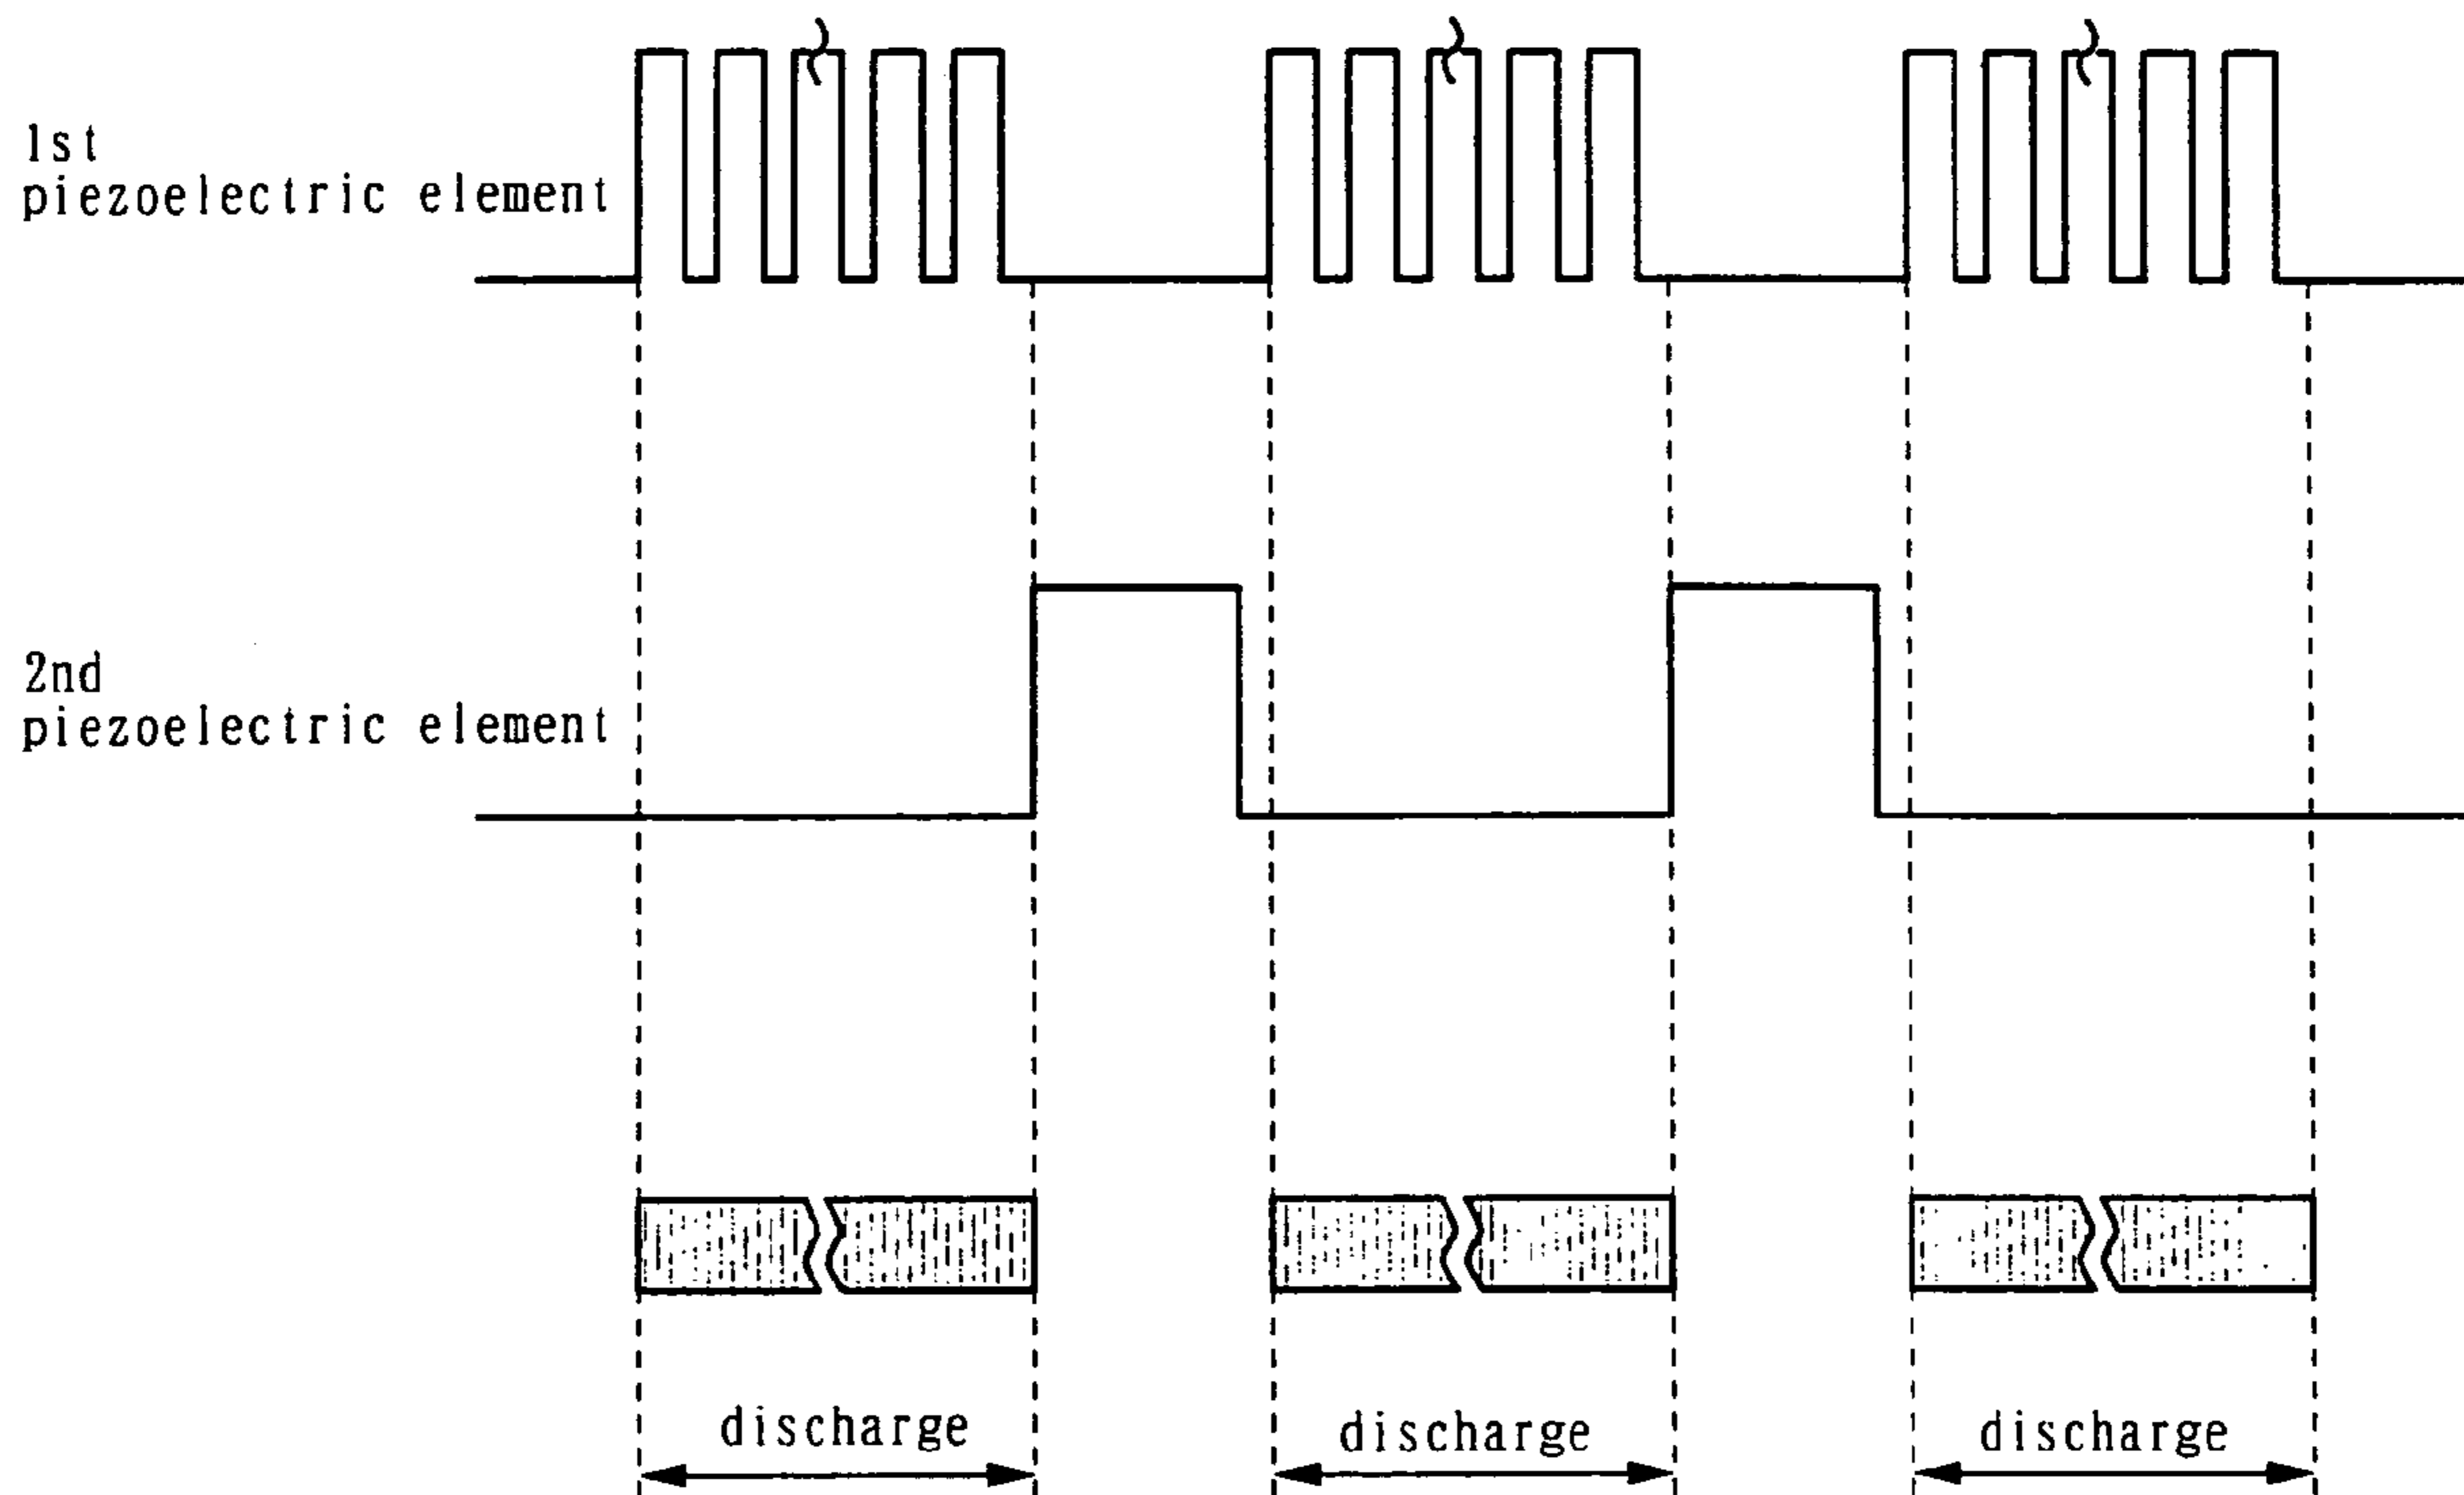 1st
piezoelectric element
2nd
piezoelectric element
discharge
discharge
discharge